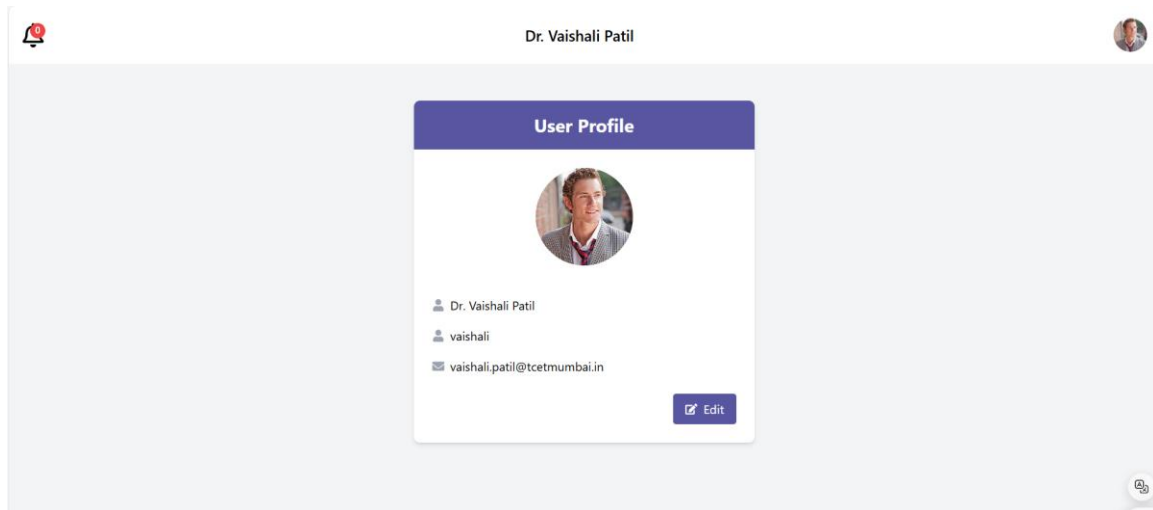 0
Dr. Vaishali Patil
User Profile
Dr. Vaishali Patil
vaishali
vaishali.patil@tcetmumbai.in
Edit